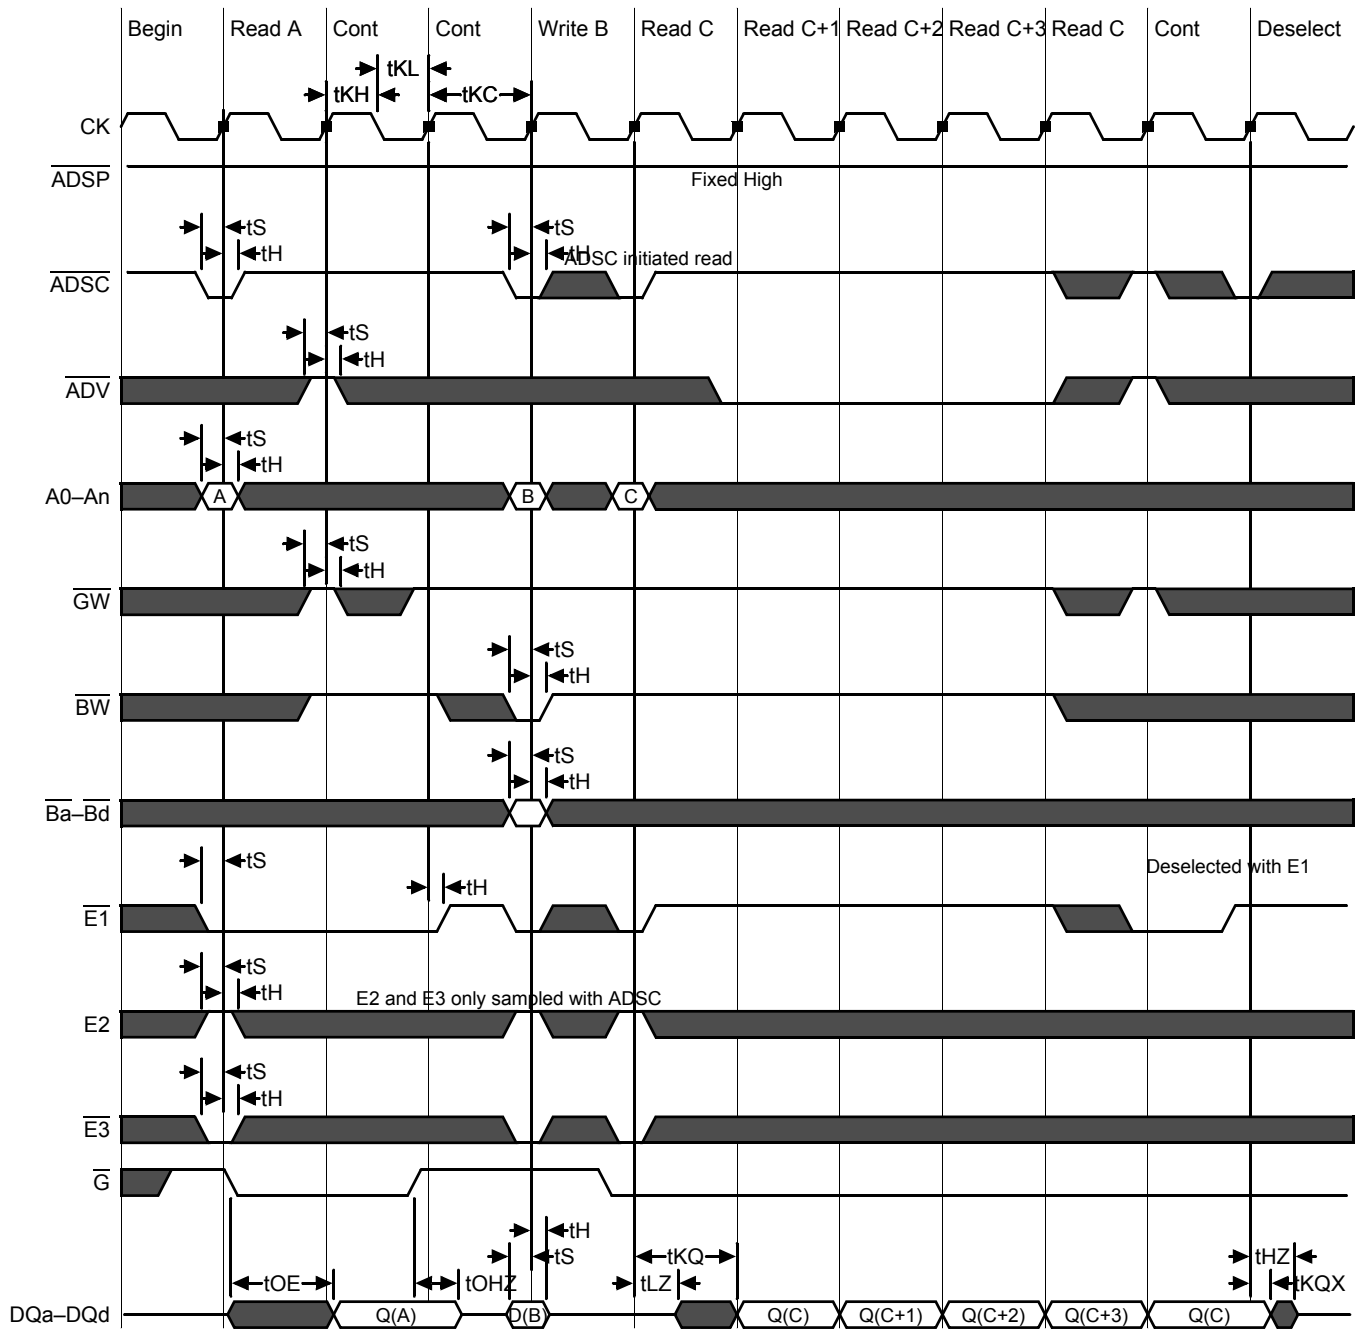 Begin Read A Cont Cont Write B Read C Read C+1 Read C+2 Read C+3 Read C Cont Deselect
tKL
tKH tKC
CK
ADSP
Fixed High
tS tS
tH tH
ADSC initiated read
ADSC
tS
tH
ADV
tS
tH
A0–An A B C
tS
tH
GW
tS
tH
BW
tS
tH
Ba–Bd
tS
Deselected with E1
tH
E1
tS
tH
E2 and E3 only sampled with ADSC
E2
tS
tH
E3
G
tH
tS tKQ tHZ
tOE tOHZ tLZ tKQX
DQa–DQd Q(A) D(B) Q(C) Q(C+1) Q(C+2) Q(C+3) Q(C)